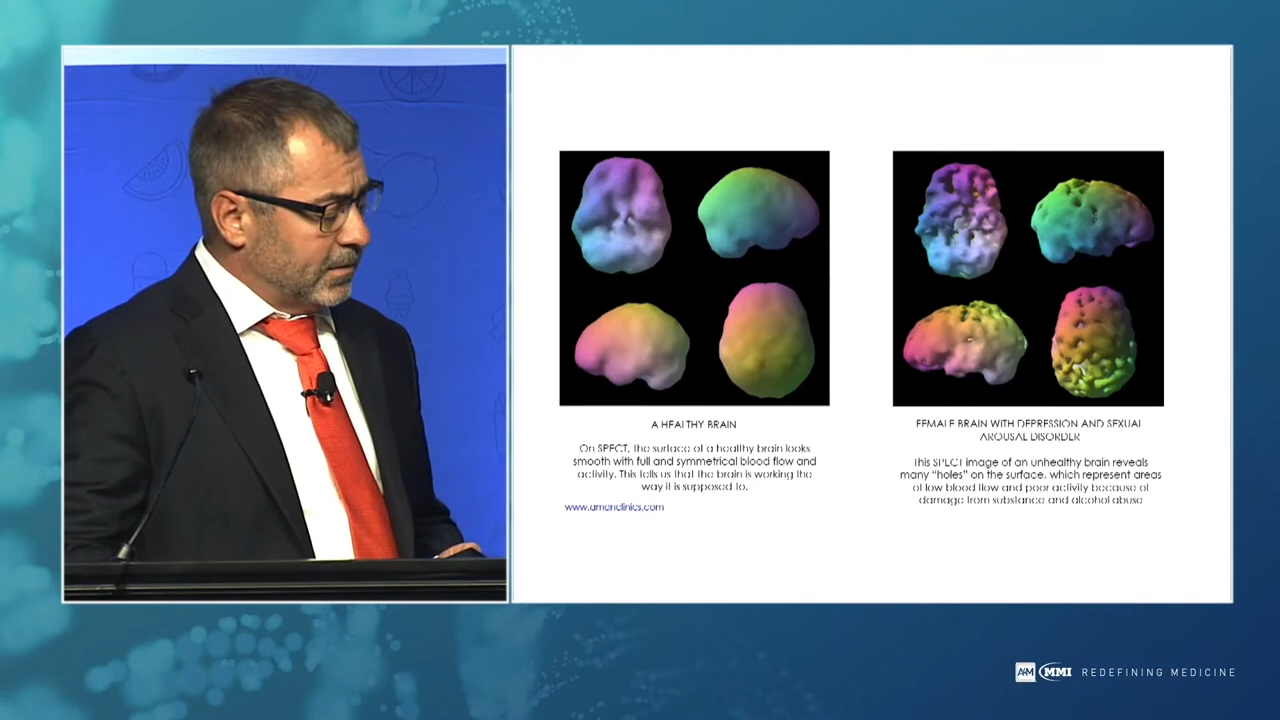 A HEALTHY BRAIN
On SPECT, the surface of a healthy brain looks
smooth with full and symmetrical blood flow and
activity. This tells us that the brain is working the
way it is supposed to.
www.amenclinics.com
FEMALE BRAIN WITH DEPRESSION AND SEXUAL
AROUSAL DISORDER
This SPECT image of an unhealthy brain reveals
many "holes" on the surface, which represent areas
of low blood flow and poor activity because of
damage from substance and alcohol abuse
A4M MMI REDEFINING MEDICINE